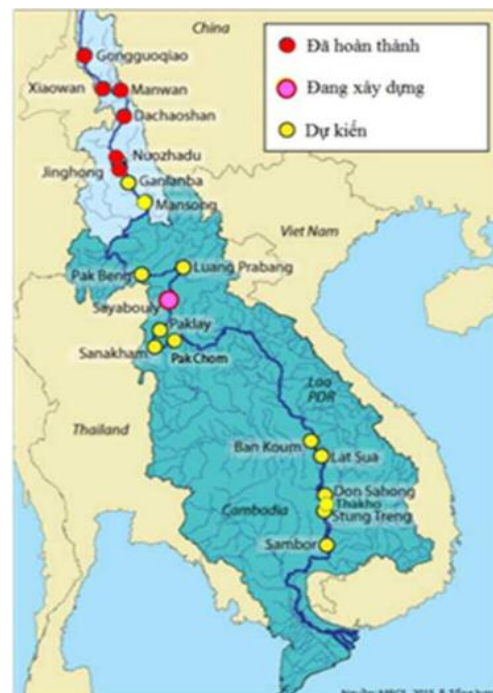 China
Đã hoàn thành
Đang xây dựng
Dự kiến
Gongguoqiao
Xiaowan
Manwan
Dachaoshan
Nuozhadu
Jinghong
Ganlanba
Mansong
Viet Nam
Pak Beng
Luang Prabang
Sayabouly
Paklay
Sanakham
Pak Chom
Lao
PDR
Thailand
Ban Koum
Lat Sua
Don Sahong
Thakho
Cambodia
Stung Treng
Sambor